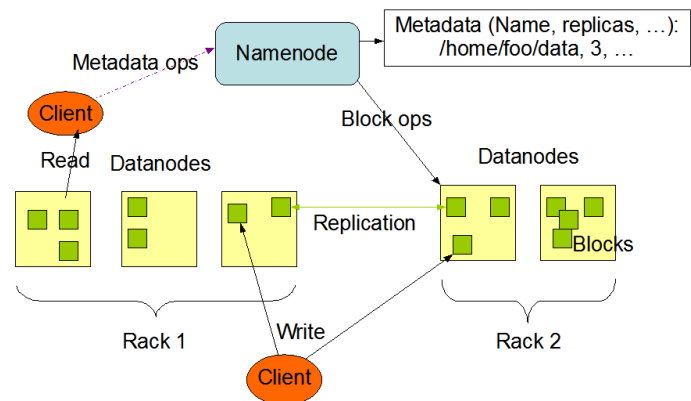 Metadata (Name, replicas, …):
/home/foo/data, 3, …
Namenode
Metadata ops
Client
Block ops
Read
Datanodes
Datanodes
Replication
Blocks
Rack 1
Write
Rack 2
Client